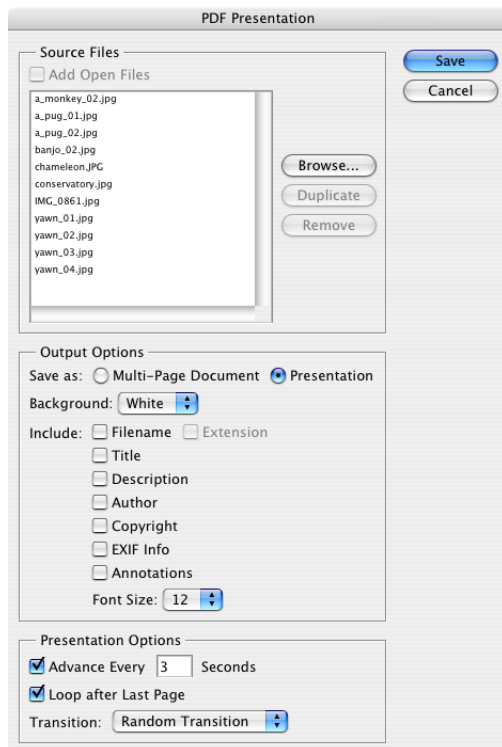 PDF Presentation
Source Files
Add Open Files
a_monkey_02.jpg
a_pug_01.jpg
a_pug_02.jpg
banjo_02.jpg
chameleon.JPG
conservatory.jpg
IMG_0861.jpg
yawn_01.jpg
yawn_02.jpg
yawn_03.jpg
yawn_04.jpg
Save
Cancel
Browse...
Duplicate
Remove
Output Options
Save as: Multi-Page Document Presentation
Background: White
Include: Filename Extension
Title
Description
Author
Copyright
EXIF Info
Annotations
Font Size: 12
Presentation Options
Advance Every 3 Seconds
Loop after Last Page
Transition: Random Transition